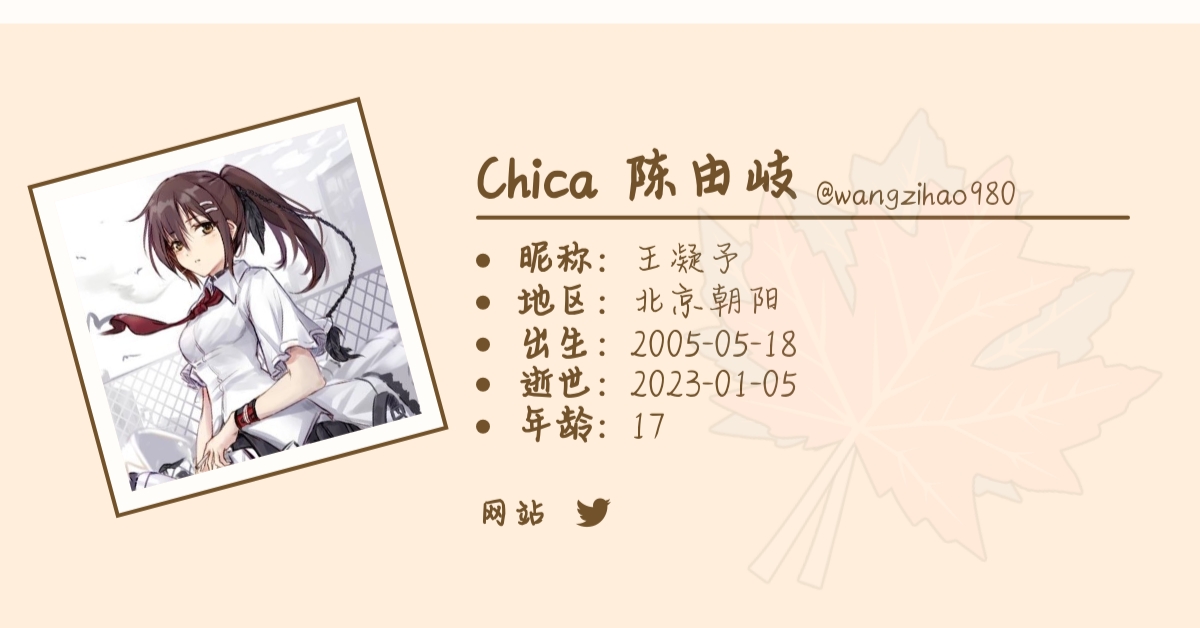 Chica 陈由岐 @wangzihao980
昵称：王凝予
地区：北京朝阳
出生：2005-05-18
逝世：2023-01-05
年龄：17
网站